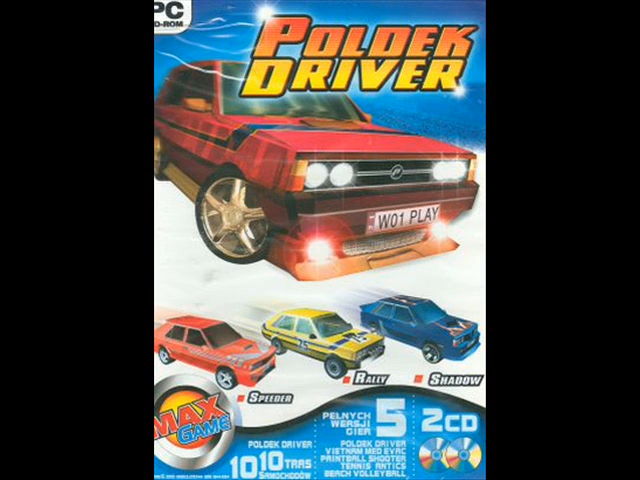 PC
CD-ROM
POLDEK
DRIVER
W01 PLAY
SPEEDER
RALLY
SHADOW
MAX
GAME
POLDEK DRIVER
10 10 TRAS
SAMOCHODÓW
PEŁNYCH
WERSJI
GIER
5
2CD
POLDEK DRIVER
VIETNAM MED EVAC
PAINTBALL SHOOTER
TENNIS ANTICS
BEACH VOLLEYBALL